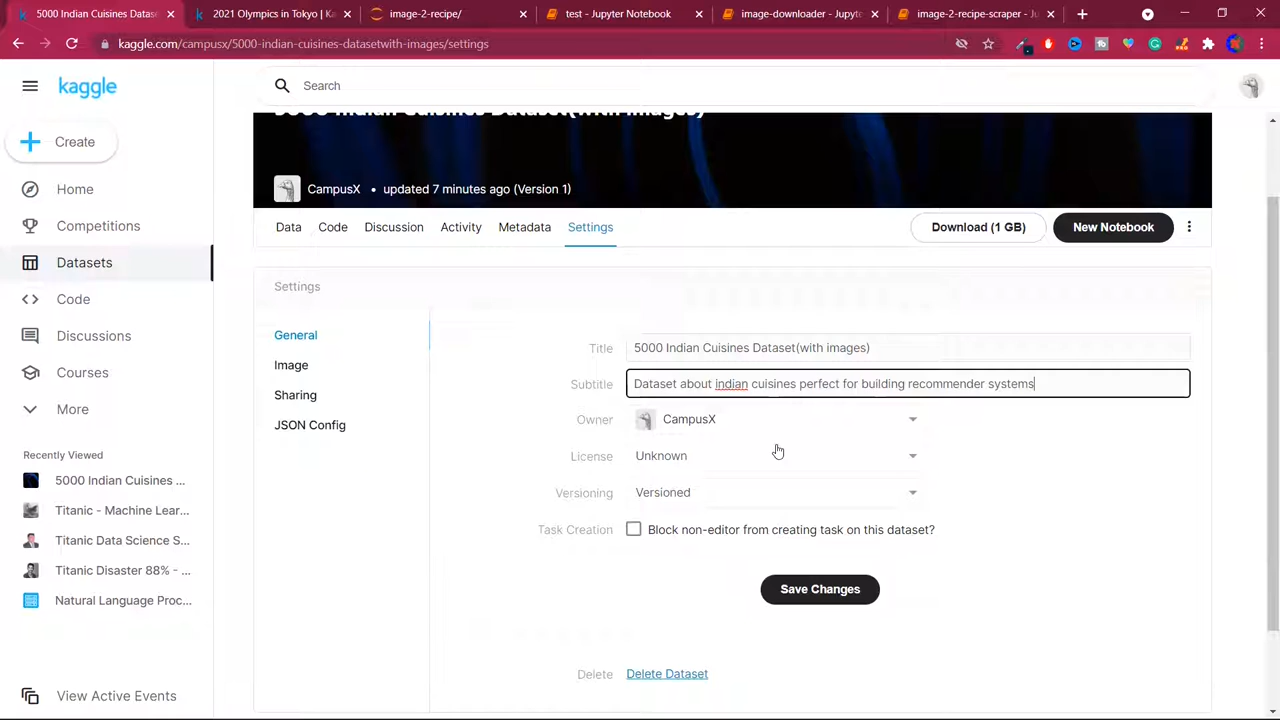 5000 Indian Cuisines Datase
2021 Olympics in Tokyo | Ka
image-2-recipe/
test - Jupyter Notebook
image-downloader - Jupyte
image-2-recipe-scraper - Ju
kaggle.com/campusx/5000-indian-cuisines-datasetwith-images/settings
kaggle
Search
Create
Home
Competitions
Datasets
Code
Discussions
Courses
More
Recently Viewed
5000 Indian Cuisines ...
Titanic - Machine Lear...
Titanic Data Science S...
Titanic Disaster 88% - ...
Natural Language Proc...
View Active Events
5000 Indian Cuisines Dataset(with images)
CampusX • updated 7 minutes ago (Version 1)
Data Code Discussion Activity Metadata Settings
Download (1 GB)
New Notebook
Settings
General
Image
Sharing
JSON Config
Title 5000 Indian Cuisines Dataset(with images)
Subtitle Dataset about indian cuisines perfect for building recommender systems
Owner CampusX
License Unknown
Versioning Versioned
Task Creation Block non-editor from creating task on this dataset?
Save Changes
Delete Delete Dataset